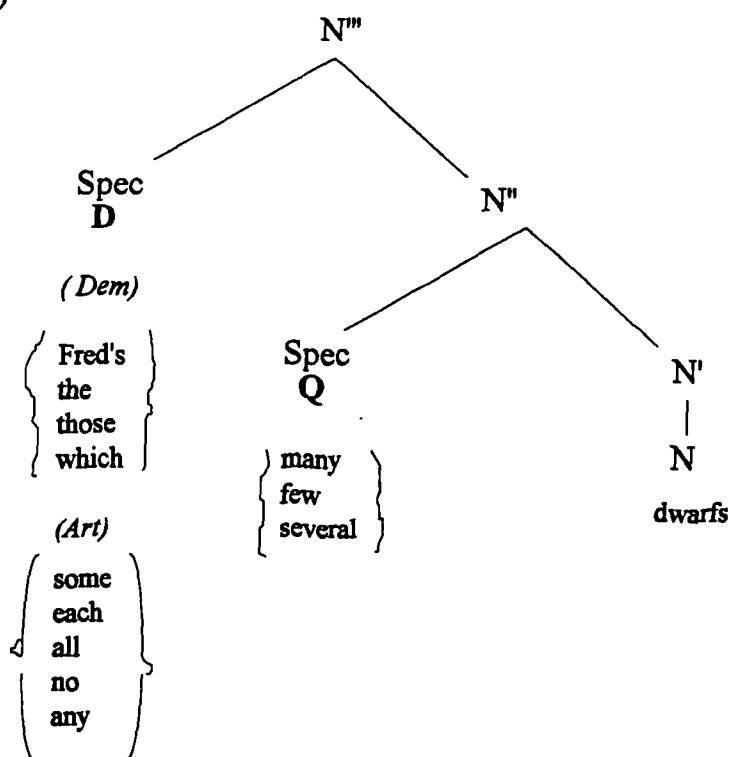 )
N'''
Spec
D
N"
(Dem)
Fred's
the
those
which
Spec
Q
many
few
several
N'
N
dwarfs
(Art)
some
each
all
no
any